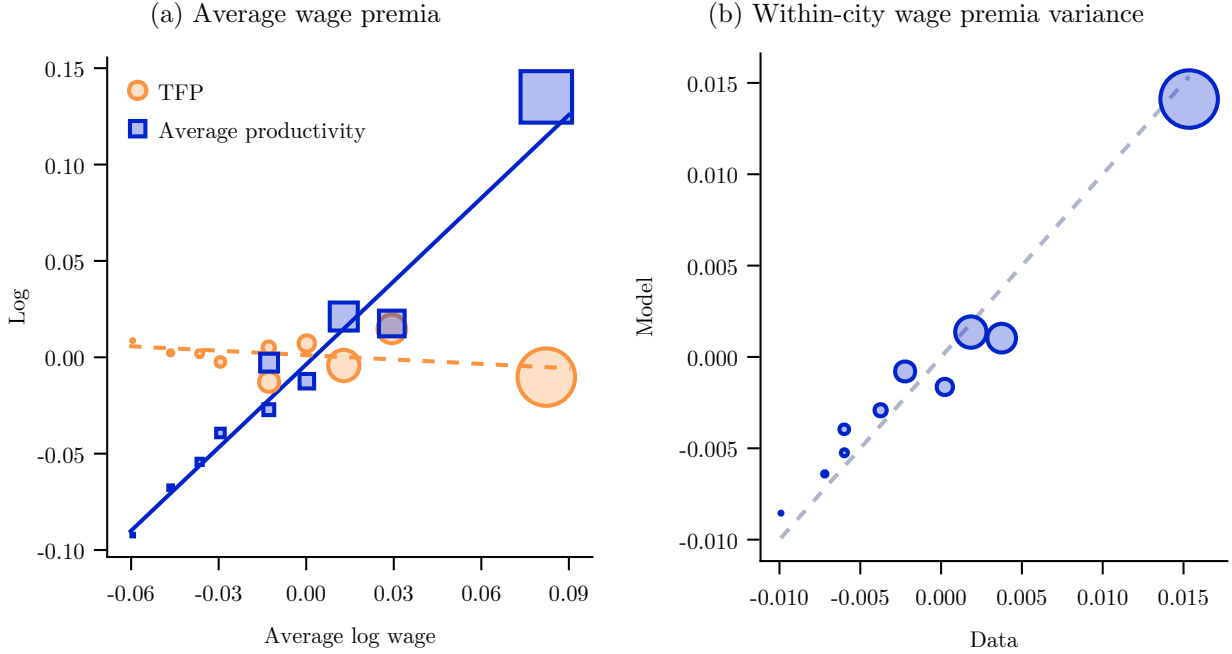 (a) Average wage premia
0.15
0.10
0.05
0.00
-0.05
-0.10
Log
TFP
Average productivity
-0.06 -0.03 0.00 0.03 0.06 0.09
Average log wage
(b) Within-city wage premia variance
0.015
0.010
0.005
0.000
-0.005
-0.010
Model
-0.010 -0.005 0.000 0.005 0.010 0.015
Data